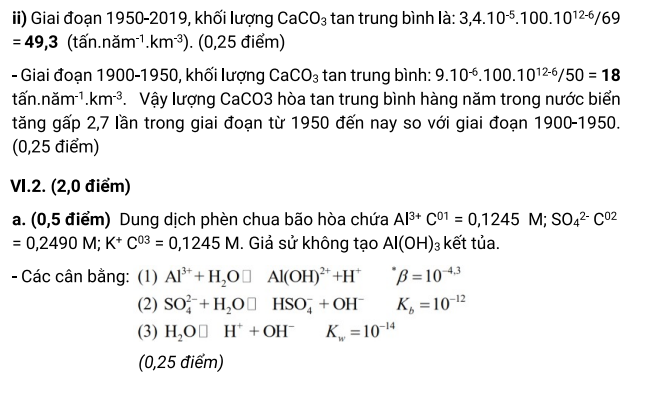 ii) Giai đoạn 1950-2019, khối lượng CaCO₃ tan trung bình là: 3,4.10⁻⁵.100.10¹²⁻⁶/69
= 49,3 (tấn.năm⁻¹.km⁻³). (0,25 điểm)
- Giai đoạn 1900-1950, khối lượng CaCO₃ tan trung bình: 9.10⁻⁶.100.10¹²⁻⁶/50 = 18
tấn.năm⁻¹.km⁻³. Vậy lượng CaCO3 hòa tan trung bình hàng năm trong nước biển
tăng gấp 2,7 lần trong giai đoạn từ 1950 đến nay so với giai đoạn 1900-1950.
(0,25 điểm)
VI.2. (2,0 điểm)
a. (0,5 điểm) Dung dịch phèn chua bão hòa chứa Al³⁺ C⁰¹ = 0,1245 M; SO₄²⁻ C⁰²
= 0,2490 M; K⁺ C⁰³ = 0,1245 M. Giả sử không tạo Al(OH)₃ kết tủa.
- Các cân bằng: (1) Al³⁺ + H₂O □ Al(OH)²⁺ +H⁺ *β = 10⁻⁴·³
(2) SO₄²⁻ + H₂O □ HSO₄⁻ + OH⁻ K_b = 10⁻¹²
(3) H₂O □ H⁺ + OH⁻ K_w = 10⁻¹⁴
(0,25 điểm)